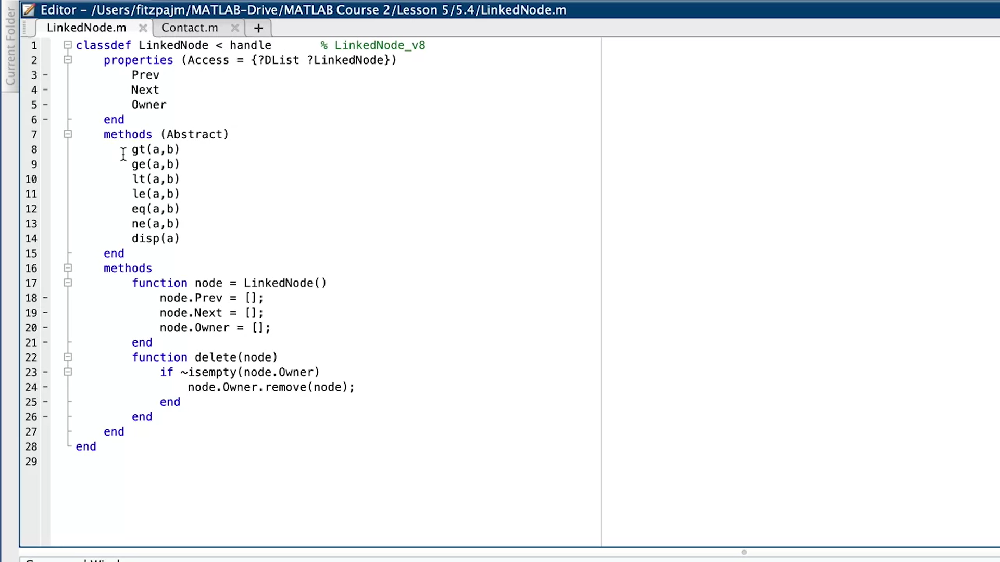 Current Folder
Editor – /Users/fitzpajm/MATLAB-Drive/MATLAB Course 2/Lesson 5/5.4/LinkedNode.m
LinkedNode.m Contact.m +
1 classdef LinkedNode < handle % LinkedNode_v8
2 properties (Access = {?DList ?LinkedNode})
3 - Prev
4 - Next
5 - Owner
6 - end
7 methods (Abstract)
8 gt(a,b)
9 ge(a,b)
10 lt(a,b)
11 le(a,b)
12 eq(a,b)
13 ne(a,b)
14 disp(a)
15 end
16 methods
17 function node = LinkedNode()
18 - node.Prev = [];
19 - node.Next = [];
20 - node.Owner = [];
21 - end
22 function delete(node)
23 - if ~isempty(node.Owner)
24 - node.Owner.remove(node);
25 - end
26 - end
27 end
28 end
29